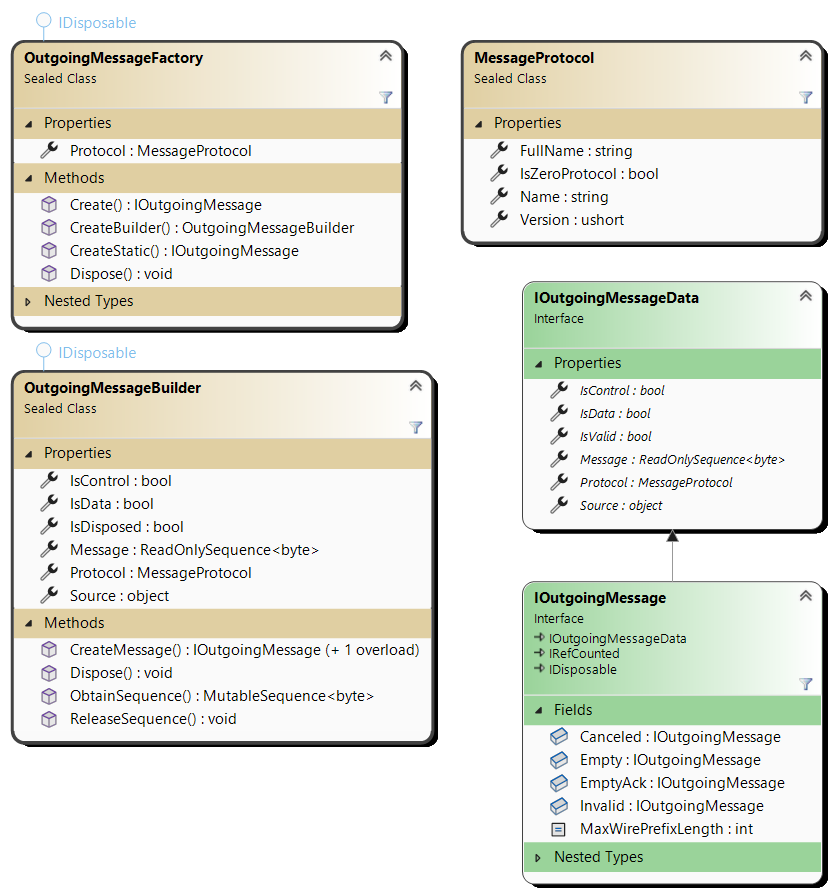 IDisposable
OutgoingMessageFactory
Sealed Class
Properties
Protocol : MessageProtocol
Methods
Create() : IOutgoingMessage
CreateBuilder() : OutgoingMessageBuilder
CreateStatic() : IOutgoingMessage
Dispose() : void
Nested Types
MessageProtocol
Sealed Class
Properties
FullName : string
IsZeroProtocol : bool
Name : string
Version : ushort
IDisposable
OutgoingMessageBuilder
Sealed Class
Properties
IsControl : bool
IsData : bool
IsDisposed : bool
Message : ReadOnlySequence<byte>
Protocol : MessageProtocol
Source : object
Methods
CreateMessage() : IOutgoingMessage (+ 1 overload)
Dispose() : void
ObtainSequence() : MutableSequence<byte>
ReleaseSequence() : void
IOutgoingMessageData
Interface
Properties
IsControl : bool
IsData : bool
IsValid : bool
Message : ReadOnlySequence<byte>
Protocol : MessageProtocol
Source : object
IOutgoingMessage
Interface
IOutgoingMessageData
IRefCounted
IDisposable
Fields
Canceled : IOutgoingMessage
Empty : IOutgoingMessage
EmptyAck : IOutgoingMessage
Invalid : IOutgoingMessage
MaxWirePrefixLength : int
Nested Types